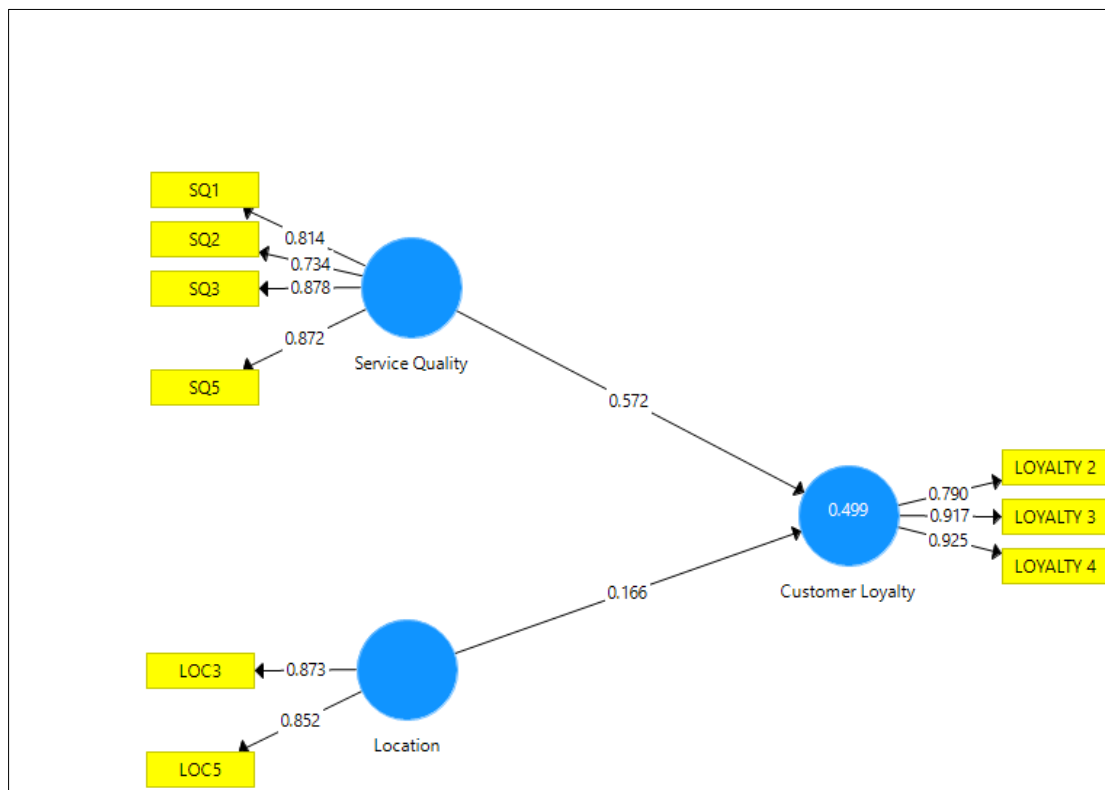 SQ1
0.814
SQ2
0.734
SQ3
0.878
0.872
SQ5
Service Quality
0.572
LOYALTY 2
0.790
0.499
0.917
LOYALTY 3
0.925
LOYALTY 4
Customer Loyalty
0.166
LOC3
0.873
0.852
LOC5
Location